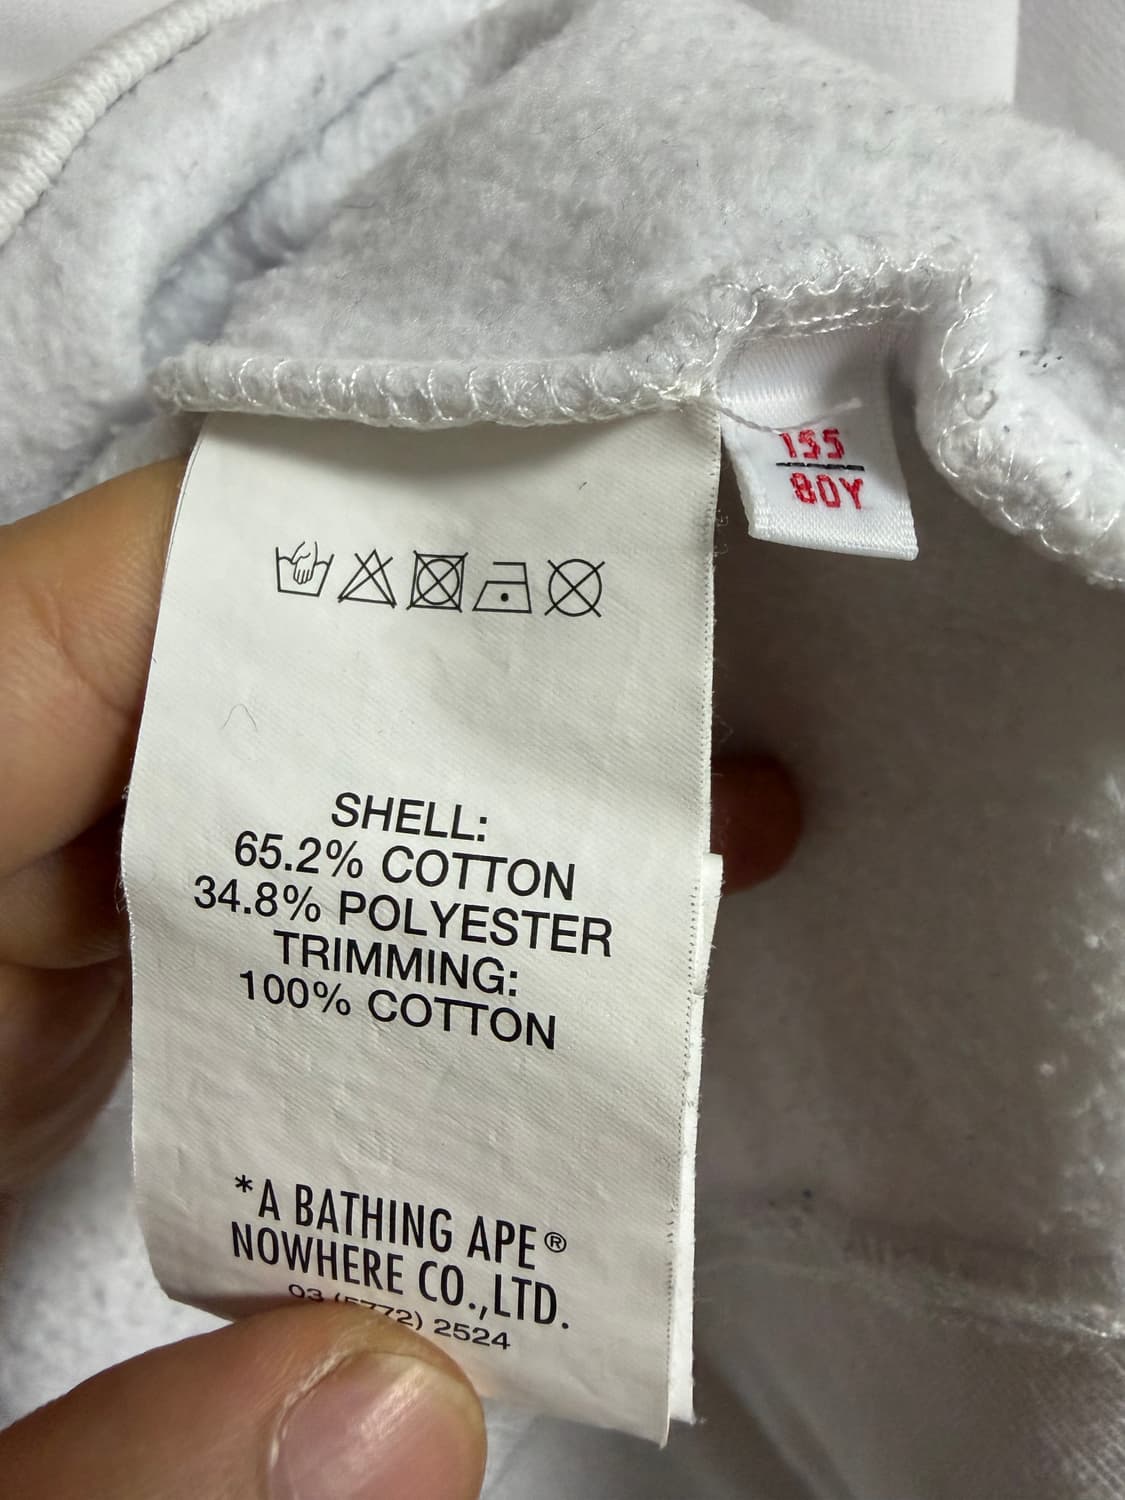 155
80Y
SHELL:
65.2% COTTON
34.8% POLYESTER
TRIMMING:
100% COTTON
*A BATHING APE®
NOWHERE CO.,LTD.
03 (5772) 2524